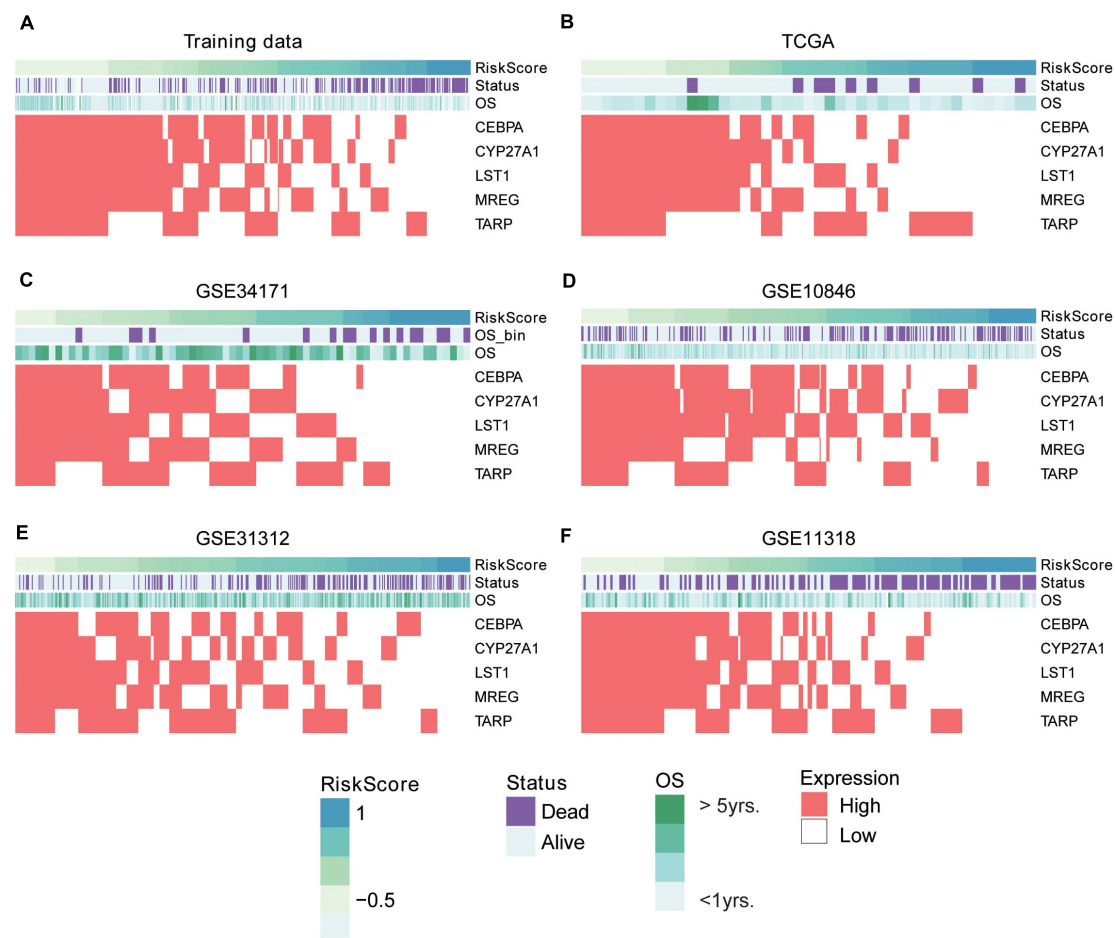 A
Training data
RiskScore
Status
OS
CEBPA
CYP27A1
LST1
MREG
TARP
B
TCGA
RiskScore
Status
OS
CEBPA
CYP27A1
LST1
MREG
TARP
C
GSE34171
RiskScore
OS_bin
OS
CEBPA
CYP27A1
LST1
MREG
TARP
D
GSE10846
RiskScore
Status
OS
CEBPA
CYP27A1
LST1
MREG
TARP
E
GSE31312
RiskScore
Status
OS
CEBPA
CYP27A1
LST1
MREG
TARP
F
GSE11318
RiskScore
Status
OS
CEBPA
CYP27A1
LST1
MREG
TARP
RiskScore
1
−0.5
Status
Dead
Alive
OS
> 5yrs.
<1yrs.
Expression
High
Low